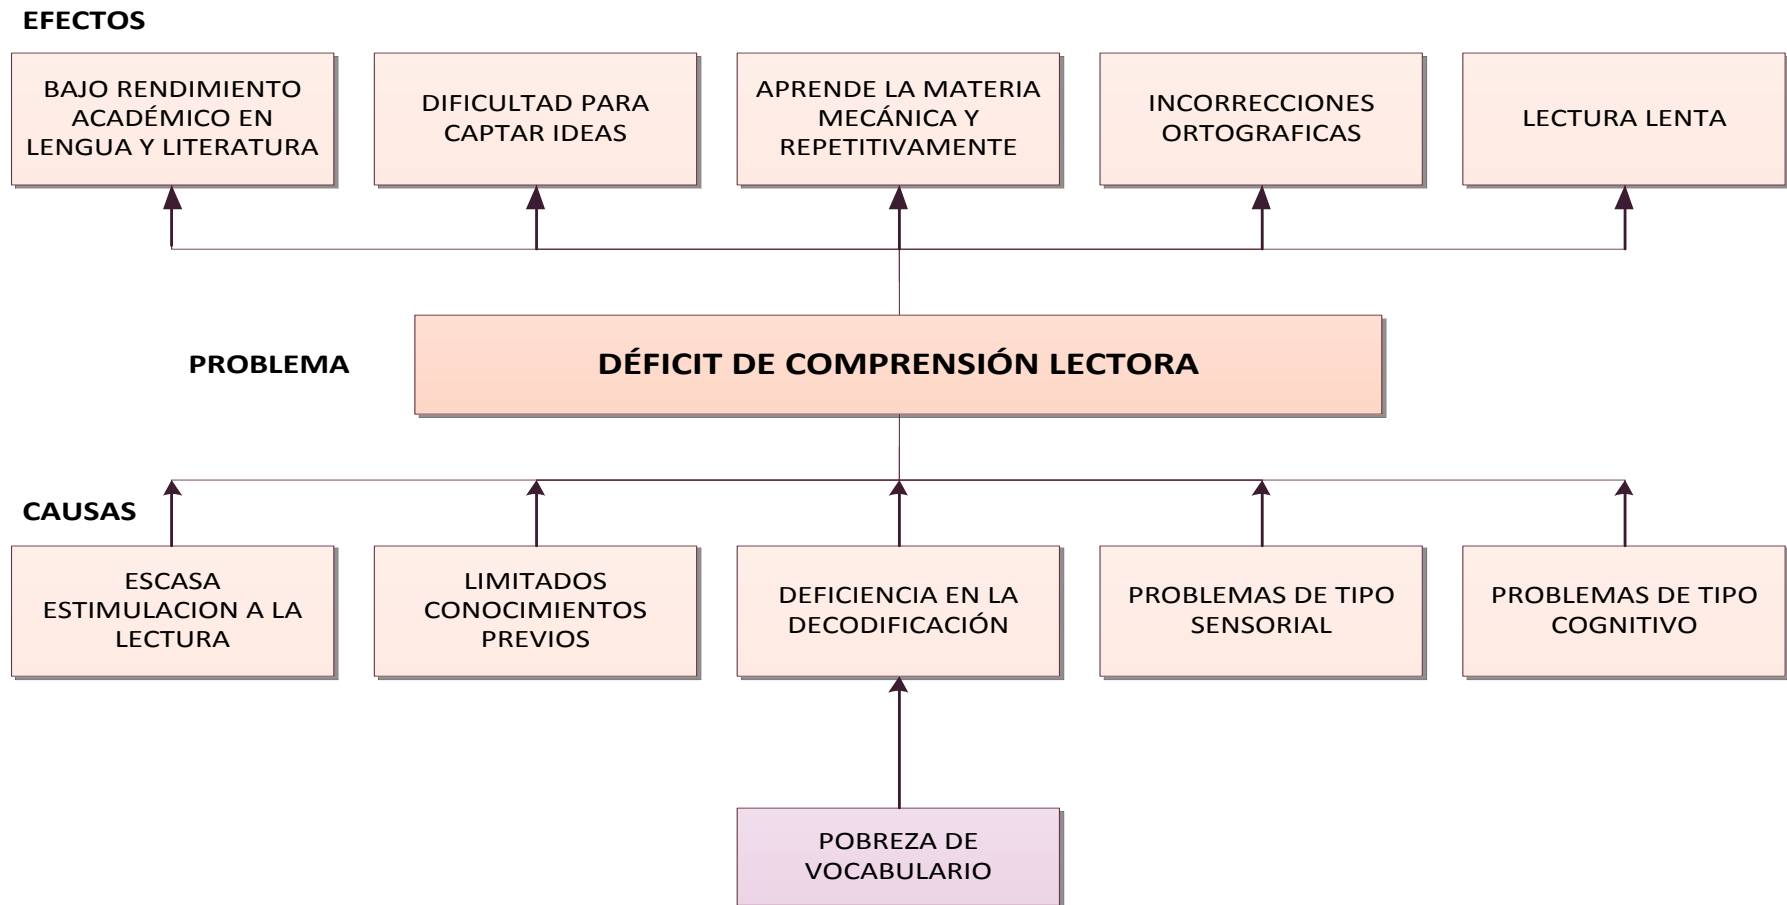 EFECTOS
BAJO RENDIMIENTO
ACADÉMICO EN
LENGUA Y LITERATURA
DIFICULTAD PARA
CAPTAR IDEAS
APRENDE LA MATERIA
MECÁNICA Y
REPETITIVAMENTE
INCORRECCIONES
ORTOGRAFICAS
LECTURA LENTA
PROBLEMA
DÉFICIT DE COMPRENSIÓN LECTORA
CAUSAS
ESCASA
ESTIMULACION A LA
LECTURA
LIMITADOS
CONOCIMIENTOS
PREVIOS
DEFICIENCIA EN LA
DECODIFICACIÓN
PROBLEMAS DE TIPO
SENSORIAL
PROBLEMAS DE TIPO
COGNITIVO
POBREZA DE
VOCABULARIO